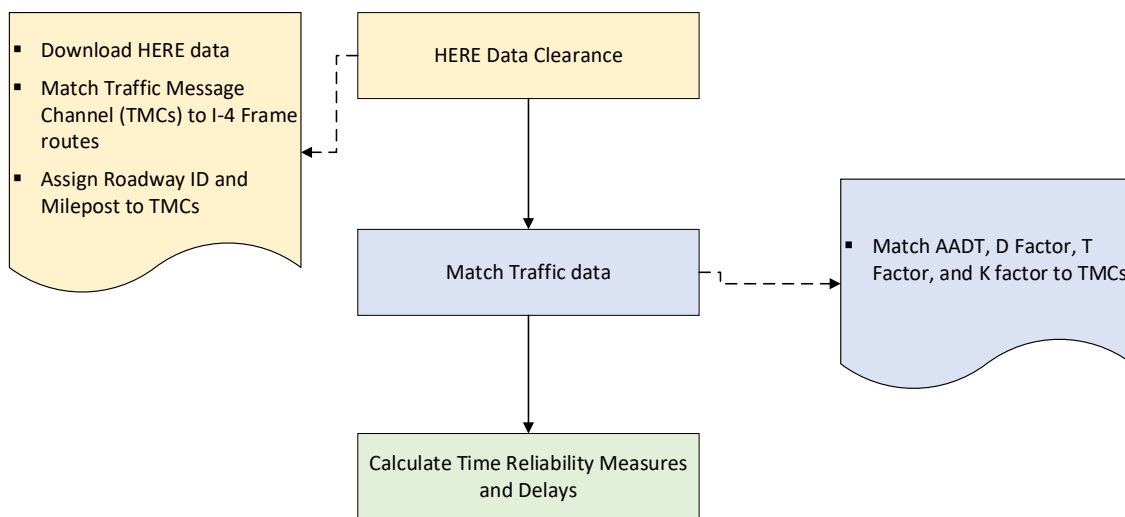 ▪ Download HERE data
▪ Match Traffic Message
Channel (TMCs) to I-4 Frame
routes
▪ Assign Roadway ID and
Milepost to TMCs
HERE Data Clearance
Match Traffic data
▪ Match AADT, D Factor, T
Factor, and K factor to TMCs
Calculate Time Reliability Measures
and Delays